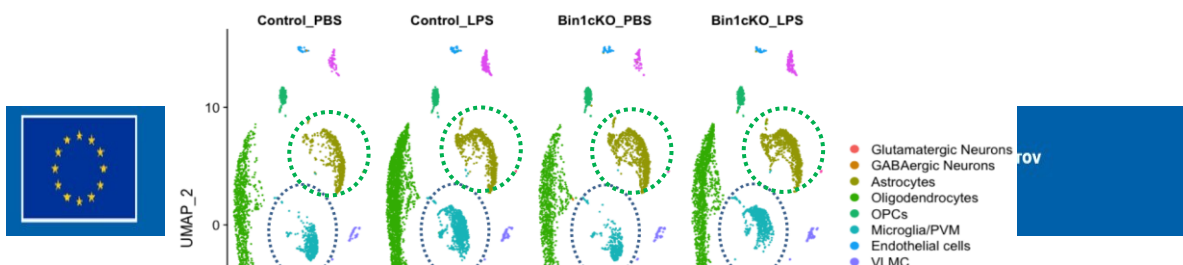 Control_PBS Control_LPS Bin1cKO_PBS Bin1cKO_LPS
10
0
UMAP_2
Glutamatergic Neurons
GABAergic Neurons
Astrocytes
Oligodendrocytes
OPCs
Microglia/PVM
Endothelial cells
VLMC
rov